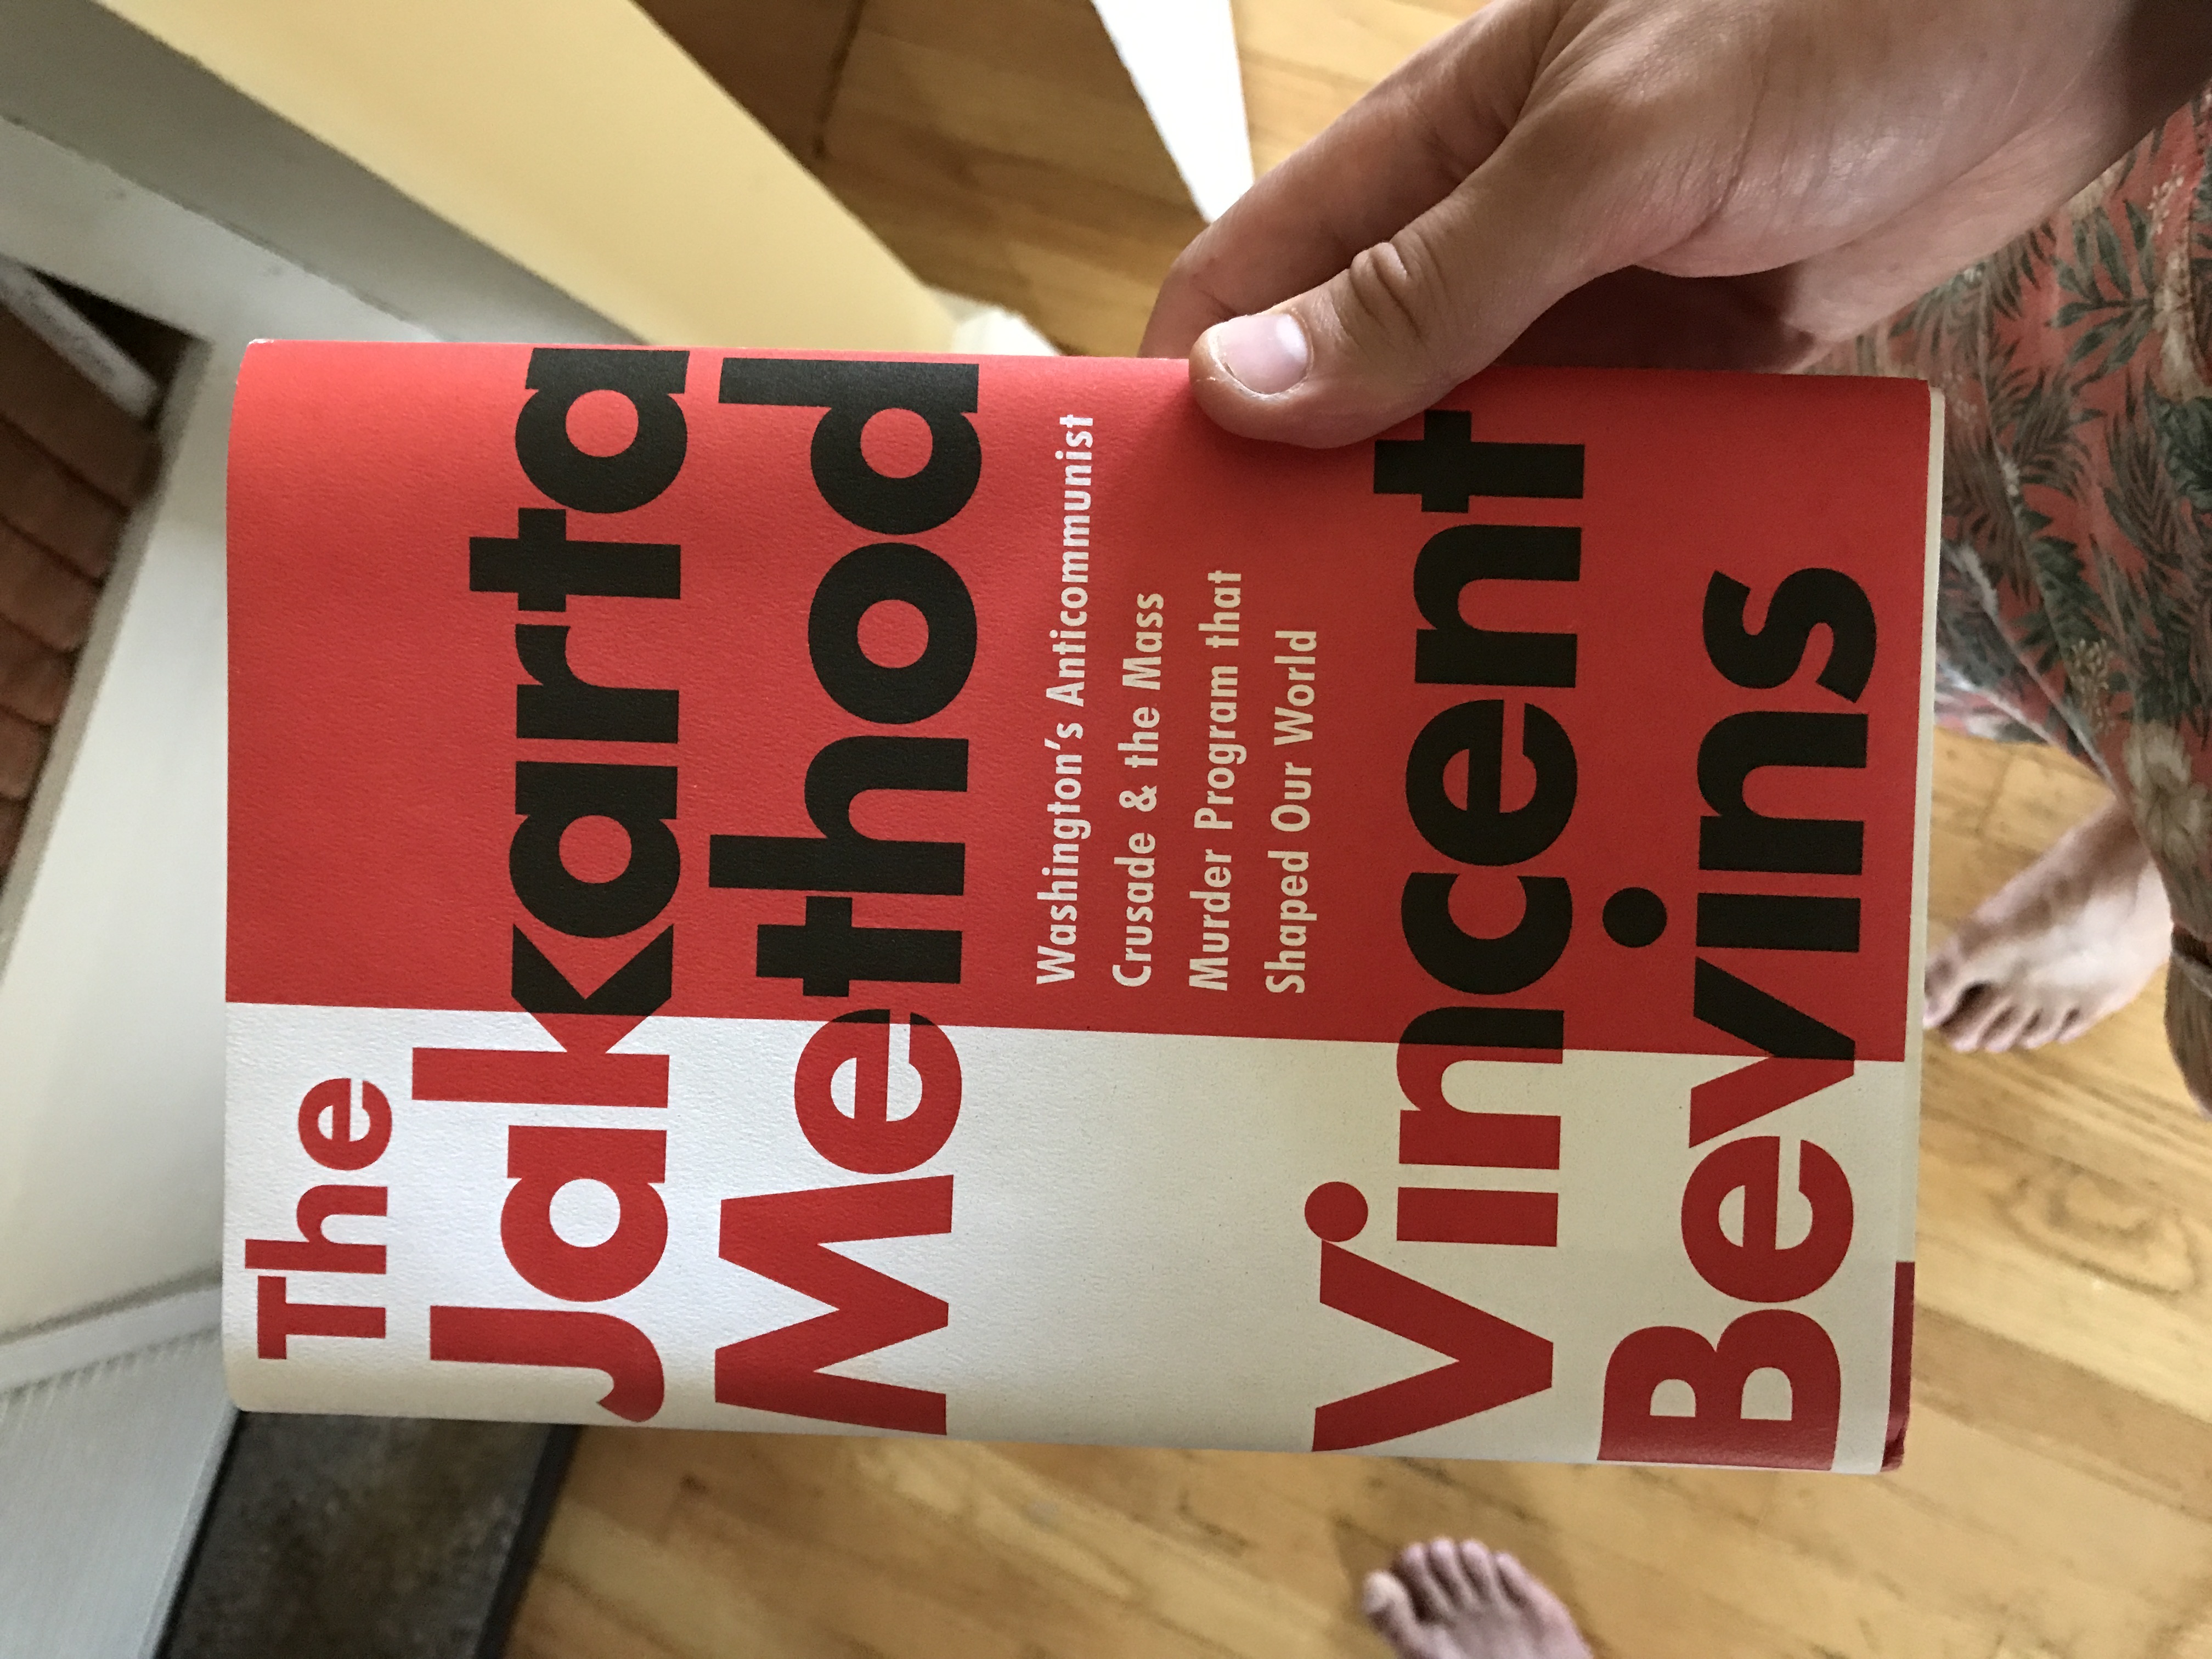 The
Jakarta
Method
Washington's Anticommunist
Crusade & the Mass
Murder Program that
Shaped Our World
Vincent
Bevins